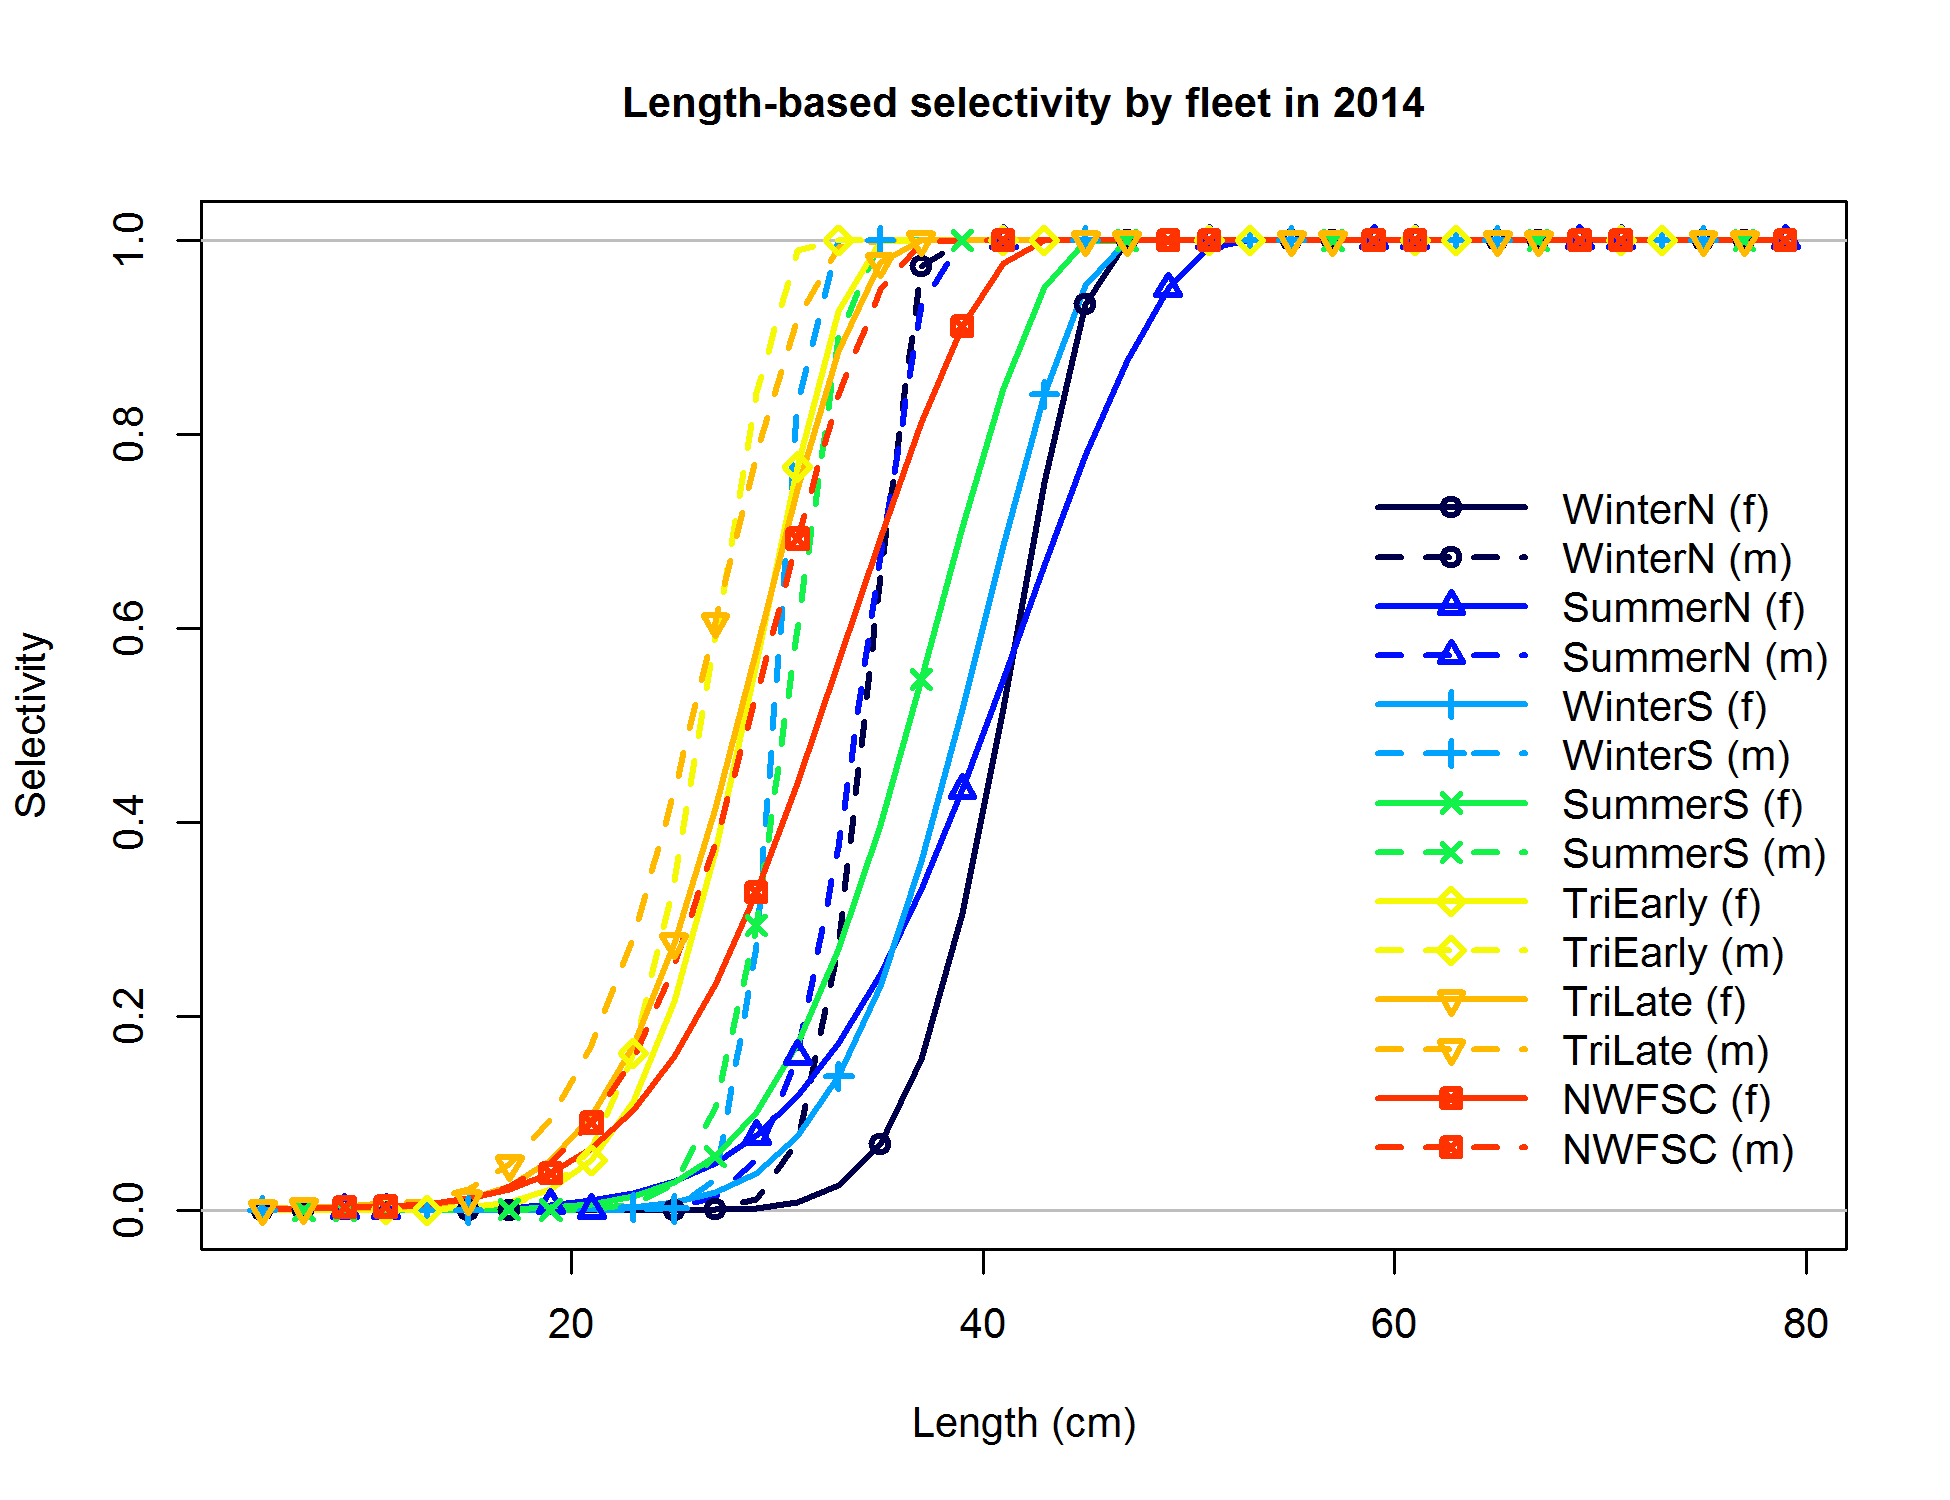 Length-based selectivity by fleet in 2014
Selectivity
1.0
0.8
0.6
0.4
0.2
0.0
WinterN (f)
WinterN (m)
SummerN (f)
SummerN (m)
WinterS (f)
WinterS (m)
SummerS (f)
SummerS (m)
TriEarly (f)
TriEarly (m)
TriLate (f)
TriLate (m)
NWFSC (f)
NWFSC (m)
20
40
60
80
Length (cm)